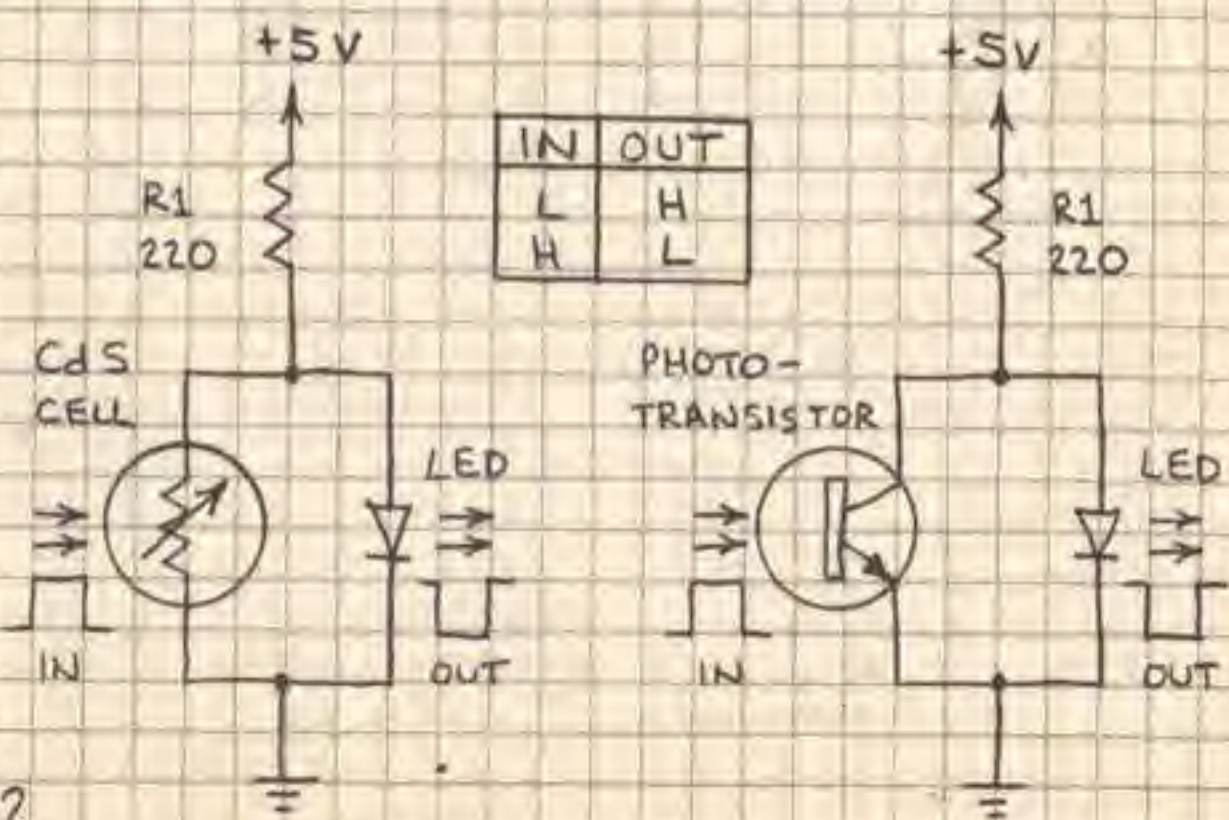 +5V
R1
220
CdS
CELL
LED
IN
OUT
IN OUT
L H
H L
+5V
R1
220
PHOTO-
TRANSISTOR
LED
IN
OUT